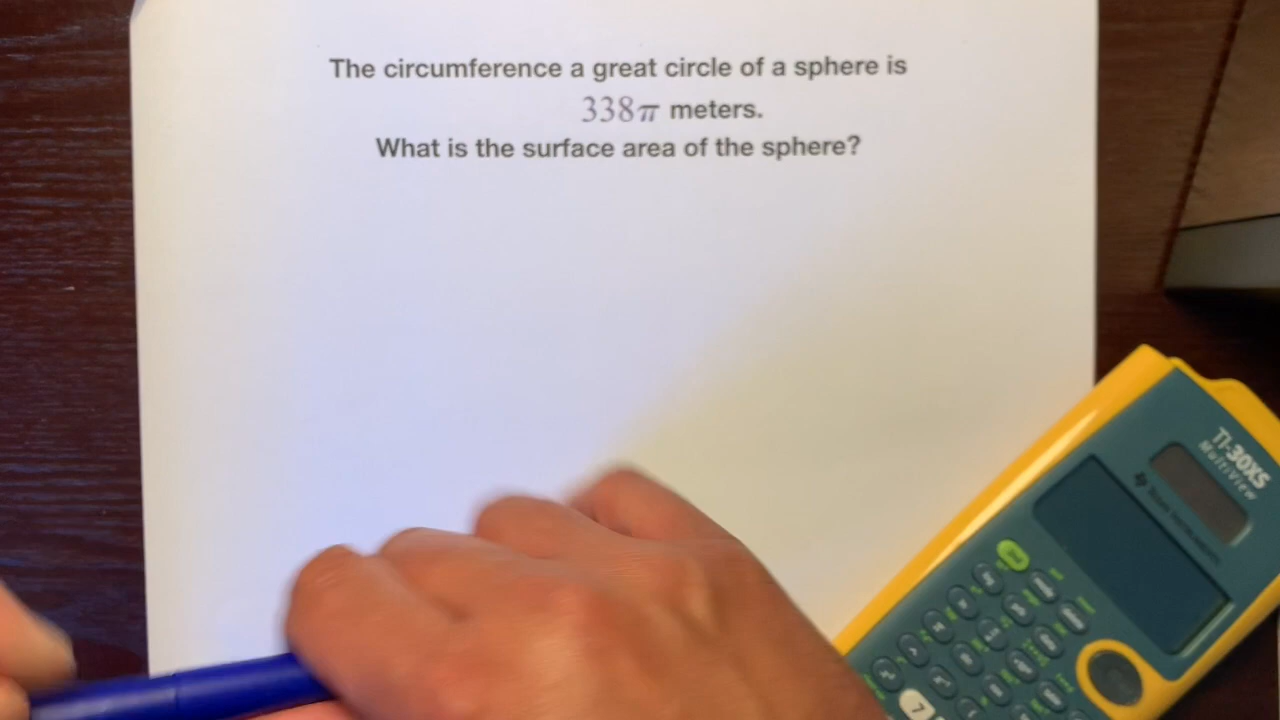 The circumference a great circle of a sphere is
338π meters.
What is the surface area of the sphere?
TI-30XS
MultiView
7